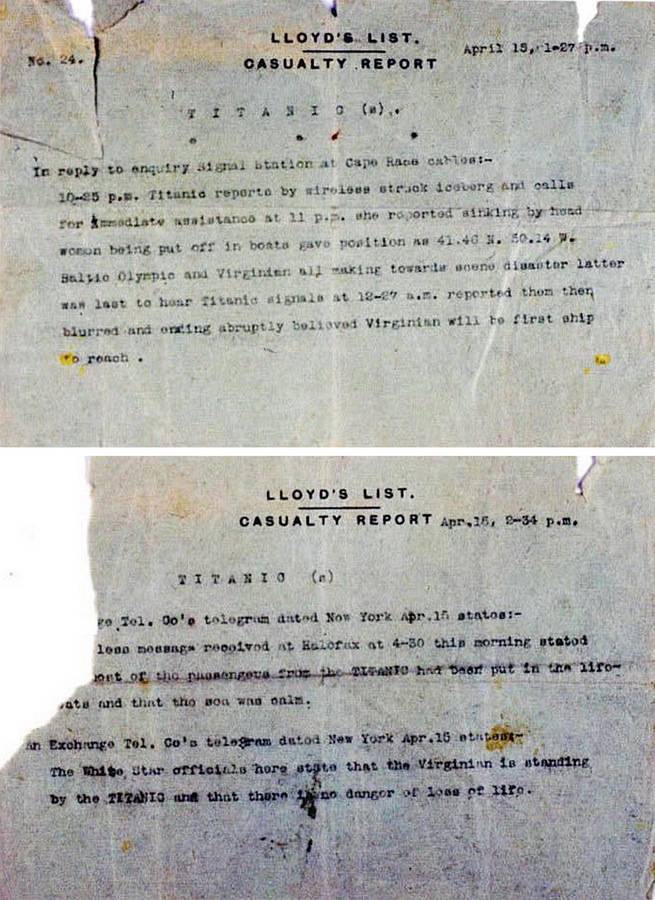 LLOYD'S LIST.
No. 24.
April 15, 1-27 p.m.
CASUALTY REPORT
T I T A N I C (s).
In reply to enquiry Signal Station at Cape Race cables:-
10-25 p.m. Titanic reports by wireless struck iceberg and calls
for immediate assistance at 11 p.m. she reported sinking by head
women being put off in boats gave position as 41.46 N. 50.14 W.
Baltic Olympic and Virginian all making towards scene disaster latter
was last to hear Titanic signals at 12-27 a.m. reported them then
blurred and ending abruptly believed Virginian will be first ship
to reach .
LLOYD'S LIST.
CASUALTY REPORT
Apr.15, 2-34 p.m.
T I T A N I C (s)
ge Tel. Co's telegram dated New York Apr.15 states:-
less message received at Halofax at 4-30 this morning stated
ost of the passengers from the TITANIC had been put in the life-
ats and that the sea was calm.
an Exchange Tel. Co's telegram dated New York Apr.15 states:-
The White Star officials here state that the Virginian is standing
by the TITANIC and that there is no danger of loss of life.